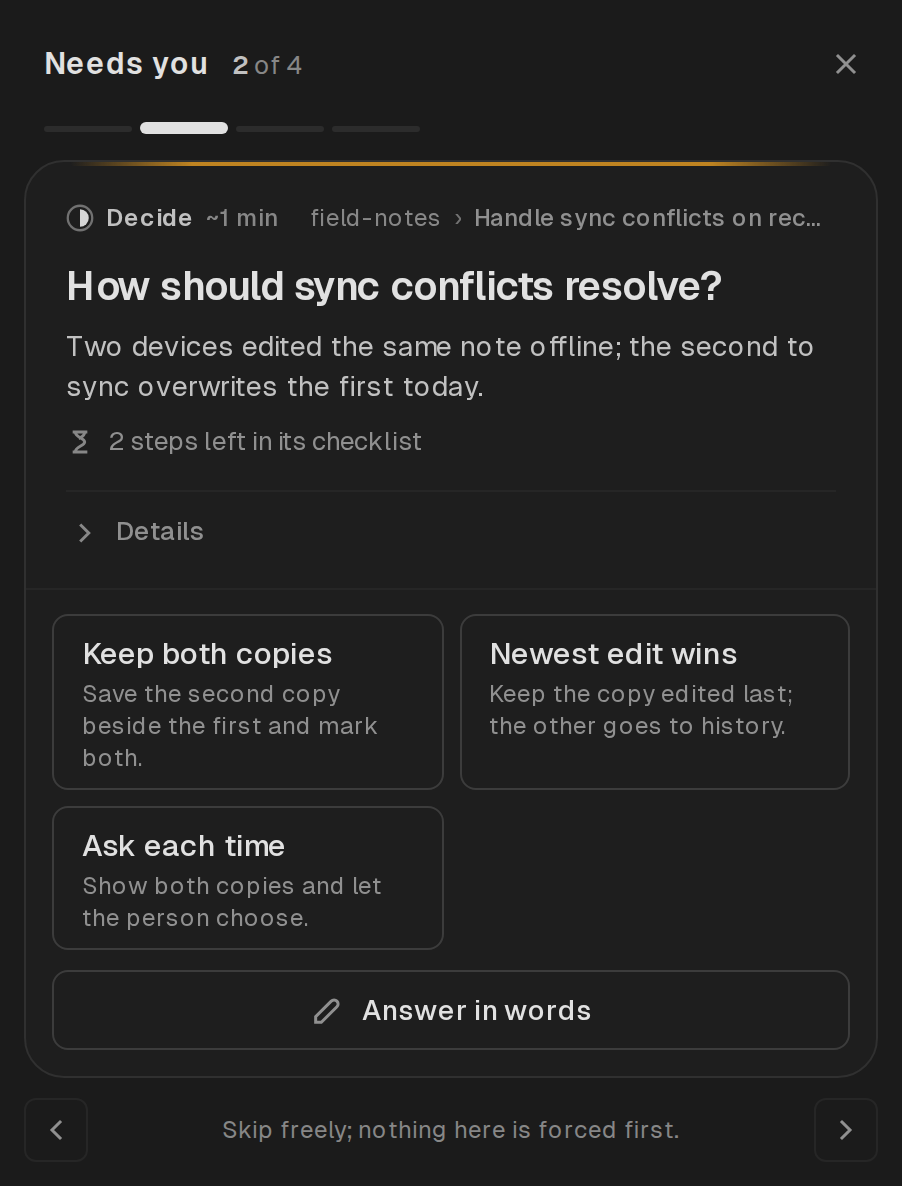 Needs you 2 of 4
Decide ~1 min field-notes › Handle sync conflicts on rec...
How should sync conflicts resolve?
Two devices edited the same note offline; the second to
sync overwrites the first today.
2 steps left in its checklist
Details
Keep both copies
Save the second copy
beside the first and mark
both.
Newest edit wins
Keep the copy edited last;
the other goes to history.
Ask each time
Show both copies and let
the person choose.
Answer in words
Skip freely; nothing here is forced first.